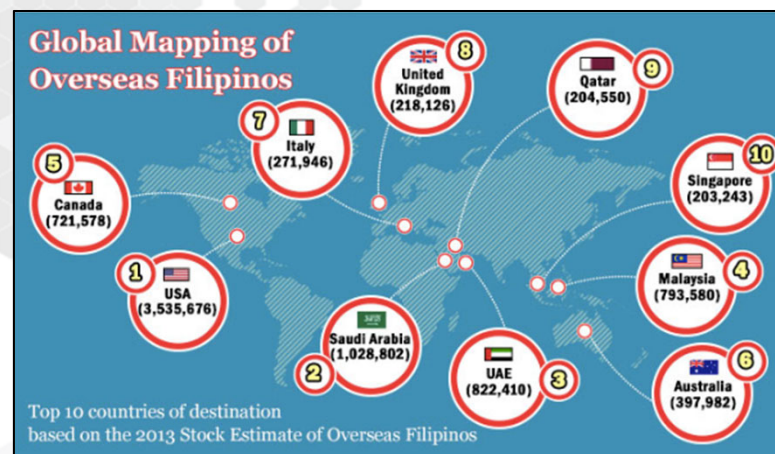 Global Mapping of
Overseas Filipinos
8
United
Kingdom
(218,126)
9
Qatar
(204,550)
7
Italy
(271,946)
10
Singapore
(203,243)
5
Canada
(721,578)
1
USA
(3,535,676)
4
Malaysia
(793,580)
2
Saudi Arabia
(1,028,802)
3
UAE
(822,410)
6
Australia
(397,982)
Top 10 countries of destination
based on the 2013 Stock Estimate of Overseas Filipinos